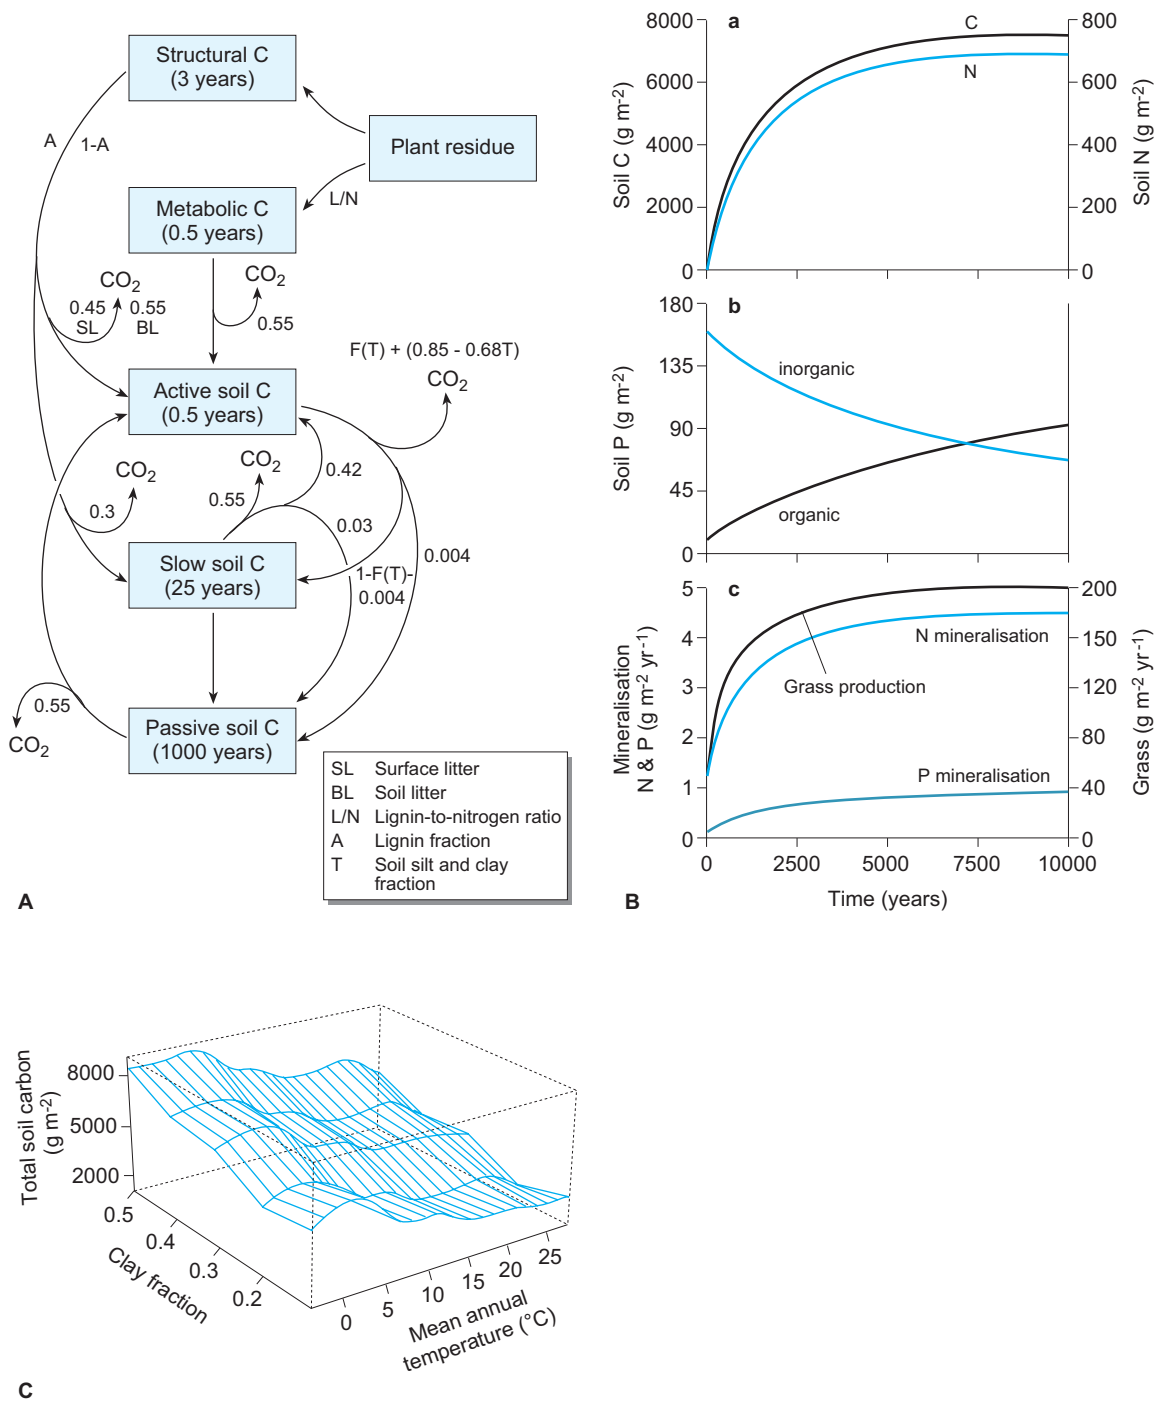 Structural C
(3 years)
Plant residue
A
1-A
L/N
Metabolic C
(0.5 years)
CO2
0.45
SL
0.55
BL
CO2
0.55
F(T) + (0.85 - 0.68T)
CO2
Active soil C
(0.5 years)
CO2
0.3
CO2
0.55
0.42
0.03
Slow soil C
(25 years)
1-F(T)-
0.004
0.004
0.55
CO2
Passive soil C
(1000 years)
SL Surface litter
BL Soil litter
L/N Lignin-to-nitrogen ratio
A Lignin fraction
T Soil silt and clay
fraction
A
a
8000
6000
4000
2000
0
Soil C (g m-2)
C
N
800
600
400
200
0
Soil N (g m-2)
b
180
135
90
45
0
Soil P (g m-2)
inorganic
organic
c
5
4
3
2
1
0
Mineralisation
N & P (g m-2 yr-1)
N mineralisation
Grass production
P mineralisation
200
150
120
80
40
0
Grass (g m-2 yr-1)
0
2500
5000
7500
10000
Time (years)
B
Total soil carbon
(g m-2)
8000
5000
2000
0.5
0.4
0.3
0.2
Clay fraction
0
5
10
15
20
25
Mean annual
temperature (°C)
C